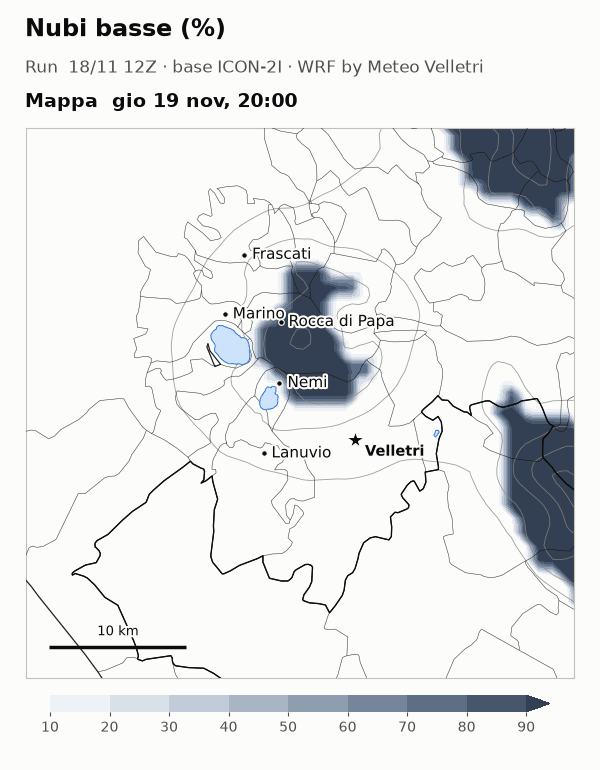 Nubi basse (%)
Run  18/11 12Z · base ICON-2I · WRF by Meteo Velletri
Mappa  gio 19 nov, 20:00
Frascati
Marino
Rocca di Papa
Nemi
Velletri
Lanuvio
10 km
10 20 30 40 50 60 70 80 90